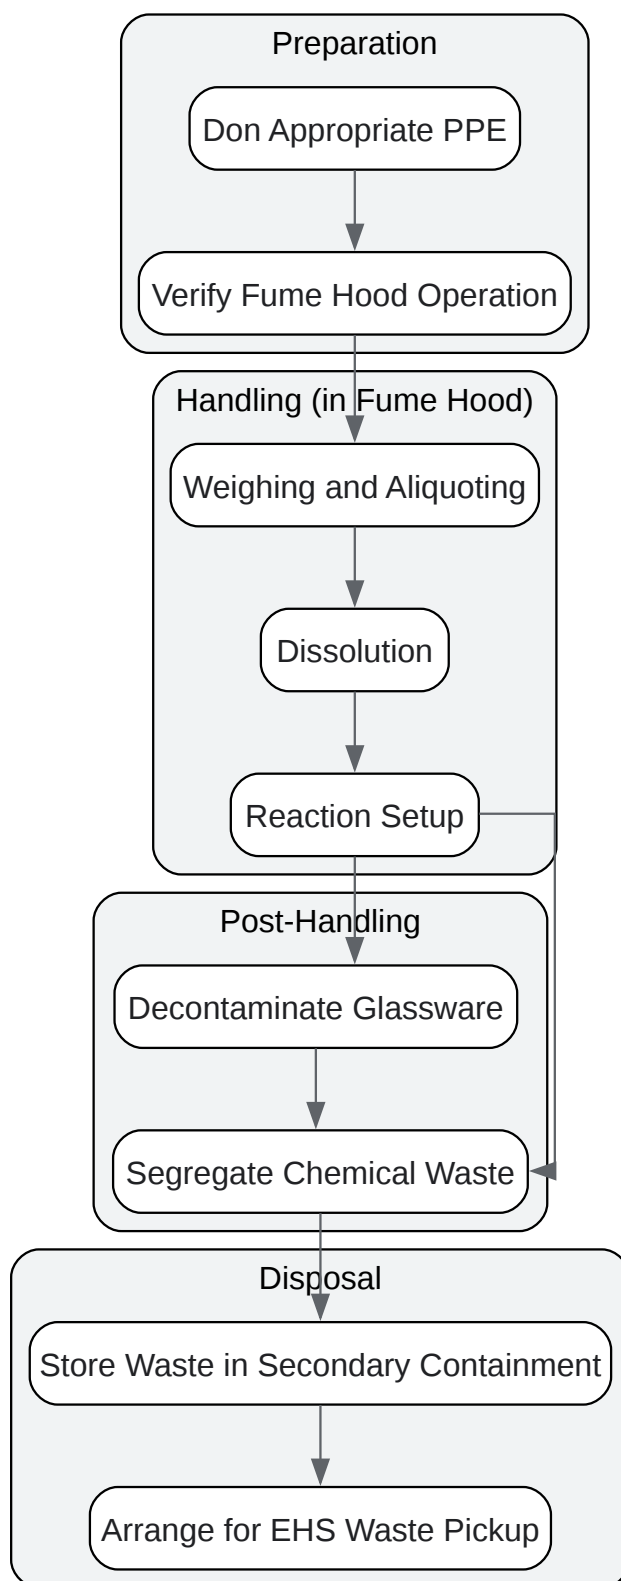 Preparation
Don Appropriate PPE
Verify Fume Hood Operation
Handling (in Fume Hood)
Weighing and Aliquoting
Dissolution
Reaction Setup
Post-Handling
Decontaminate Glassware
Segregate Chemical Waste
Disposal
Store Waste in Secondary Containment
Arrange for EHS Waste Pickup